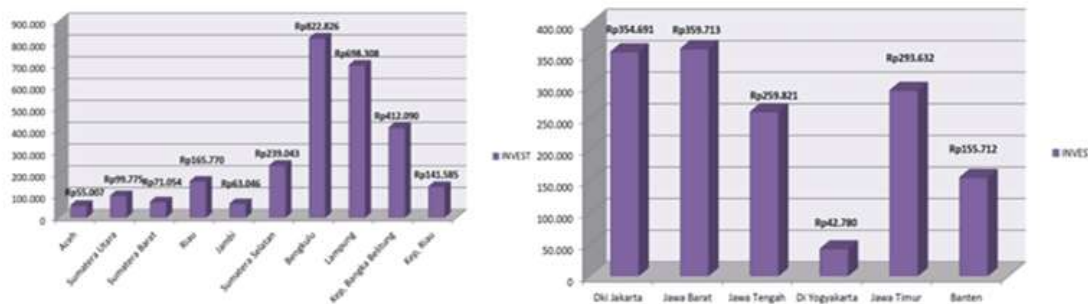 900.000
800.000
700.000
600.000
500.000
400.000
300.000
200.000
100.000
0
Rp55.007
Rp99.775
Rp71.054
Rp165.770
Rp63.046
Rp239.043
Rp822.826
Rp698.308
Rp412.090
Rp141.585
Aceh
Sumatera Utara
Sumatera Barat
Riau
Jambi
Sumatera Selatan
Bengkulu
Lampung
Kep. Bangka Belitung
Kep. Riau
INVEST
400.000
350.000
300.000
250.000
200.000
150.000
100.000
50.000
0
Rp354.691
Rp359.713
Rp259.821
Rp42.780
Rp293.632
Rp155.712
Dki Jakarta
Jawa Barat
Jawa Tengah
Di Yogyakarta
Jawa Timur
Banten
INVEST